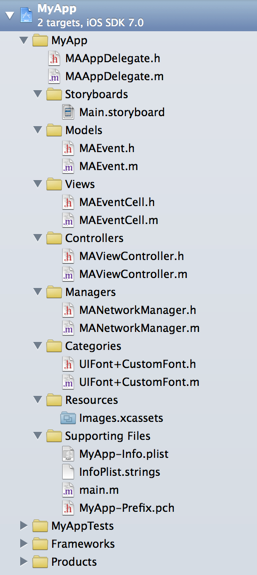 MyApp
2 targets, iOS SDK 7.0
MyApp
MAAppDelegate.h
MAAppDelegate.m
Storyboards
Main.storyboard
Models
MAEvent.h
MAEvent.m
Views
MAEventCell.h
MAEventCell.m
Controllers
MAViewController.h
MAViewController.m
Managers
MANetworkManager.h
MANetworkManager.m
Categories
UIFont+CustomFont.h
UIFont+CustomFont.m
Resources
Images.xcassets
Supporting Files
MyApp-Info.plist
InfoPlist.strings
main.m
MyApp-Prefix.pch
MyAppTests
Frameworks
Products